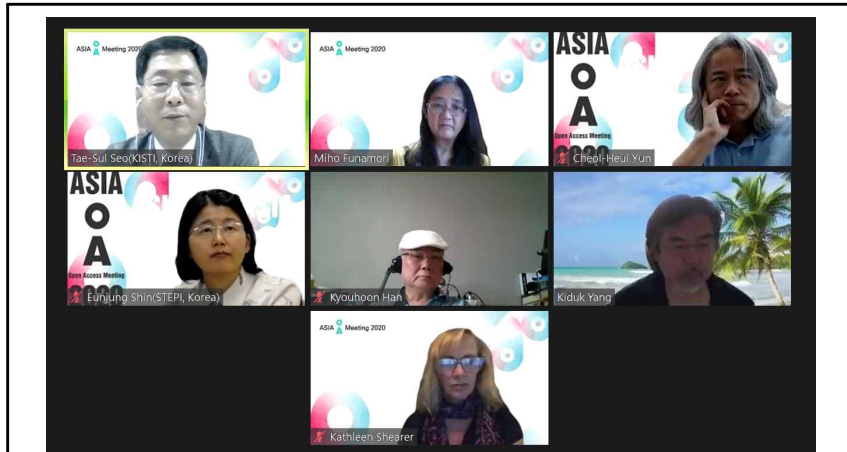 ASIA OA Meeting 2020
Tae-Sul Seo(KISTI, Korea)
ASIA OA Meeting 2020
Miho Funamori
ASIA
O
A
Open Access Meeting
2020
Cheol-Heui Yun
ASIA
O
A
Open Access Meeting
2020
Eunjung Shin(STEPI, Korea)
Kyouhoon Han
Kiduk Yang
ASIA OA Meeting 2020
Kathleen Shearer